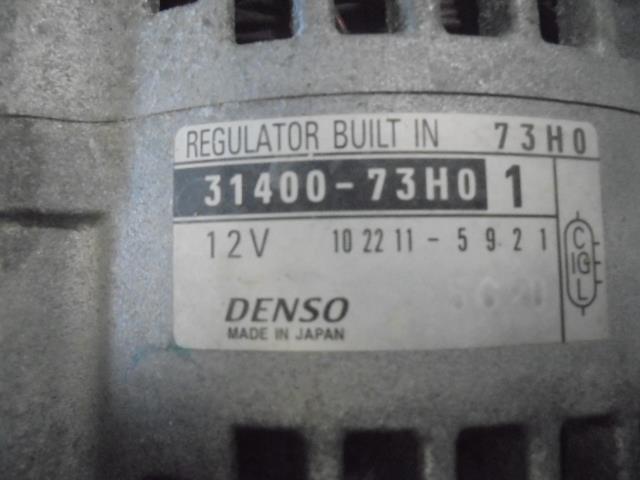 REGULATOR BUILT IN 73H0
31400-73H0 1
12V 102211-5921
C
IG
L
DENSO
MADE IN JAPAN